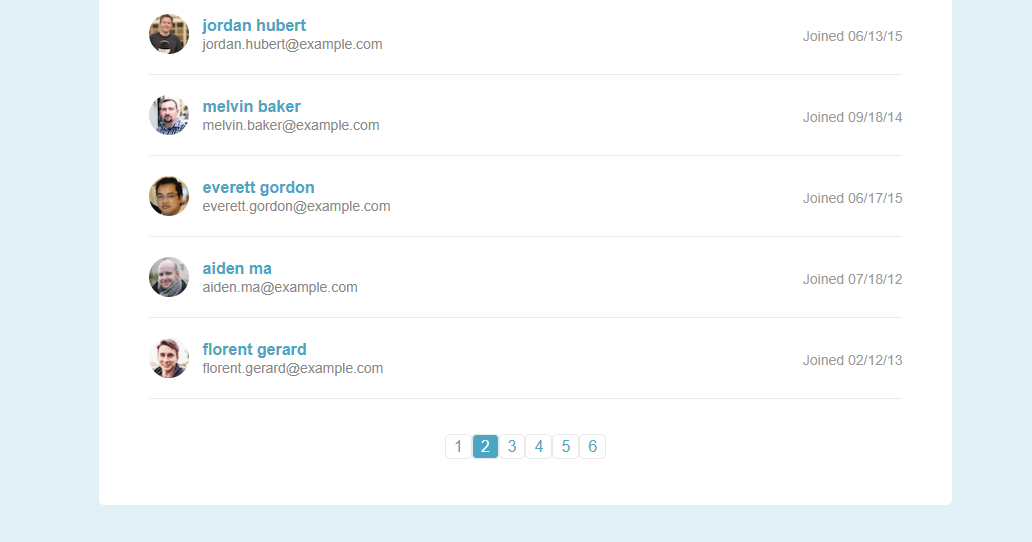 jordan hubert
jordan.hubert@example.com
Joined 06/13/15
melvin baker
melvin.baker@example.com
Joined 09/18/14
everett gordon
everett.gordon@example.com
Joined 06/17/15
aiden ma
aiden.ma@example.com
Joined 07/18/12
florent gerard
florent.gerard@example.com
Joined 02/12/13
1 2 3 4 5 6